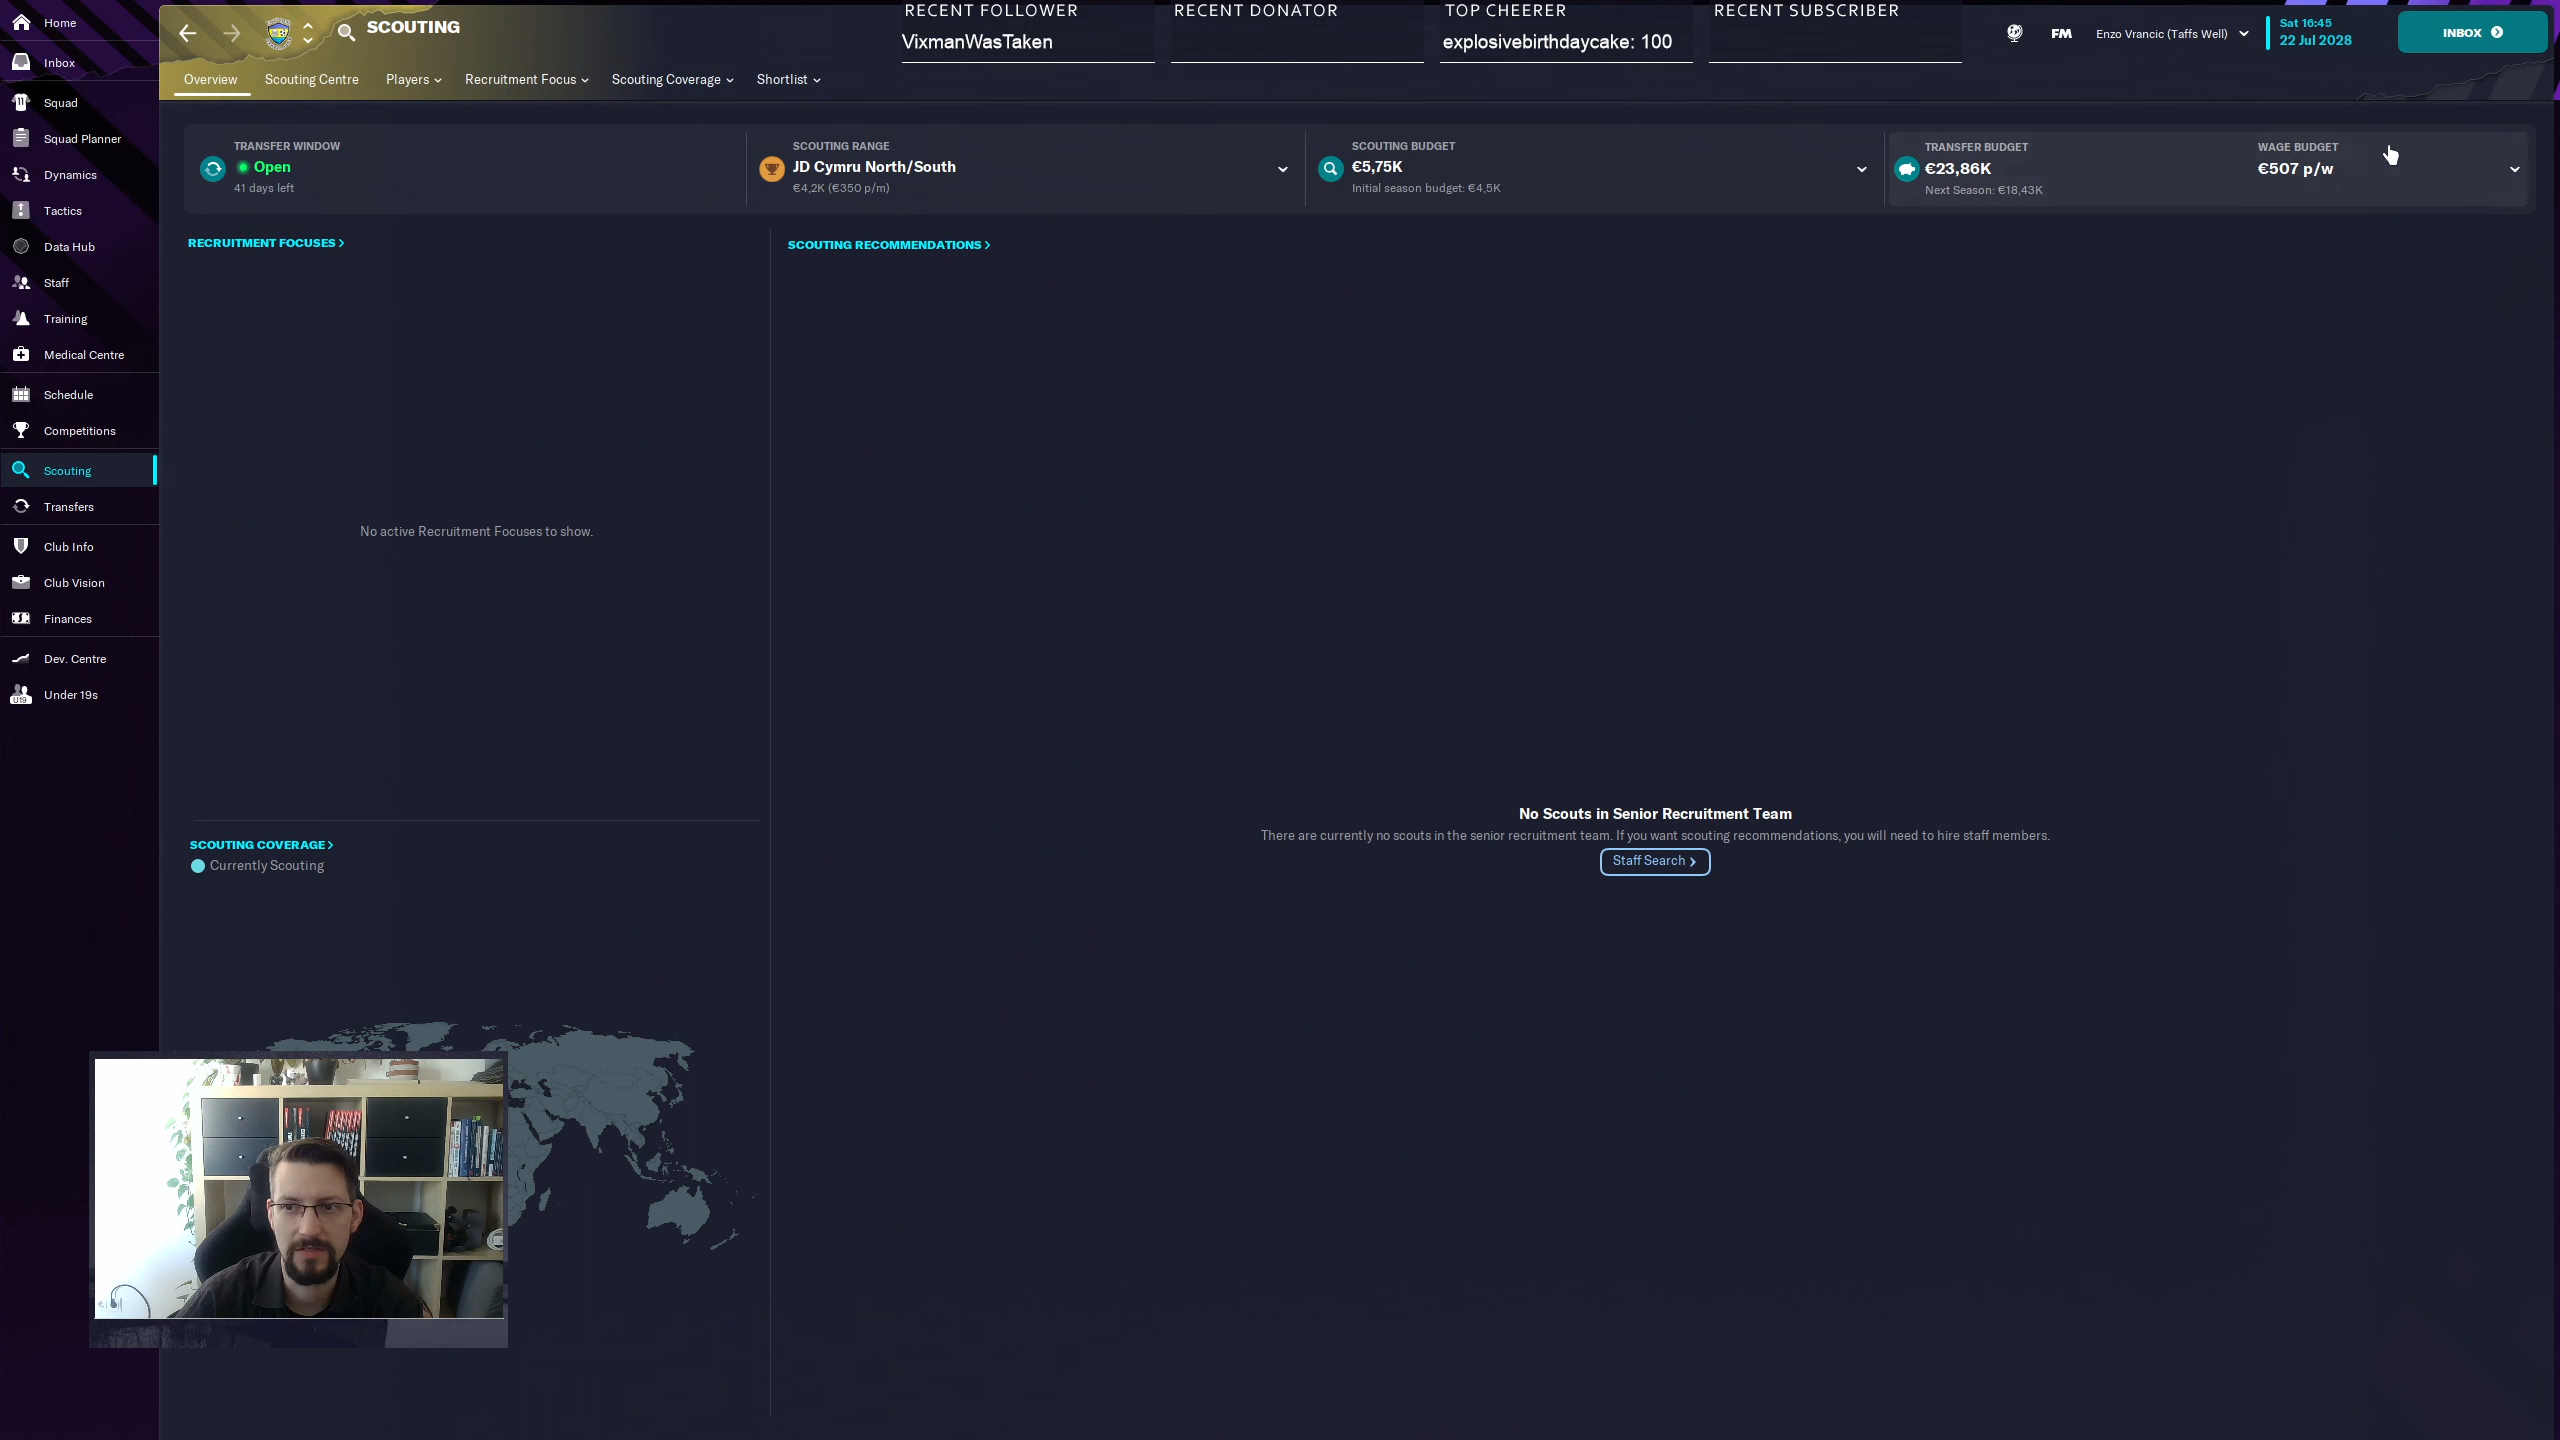 Home
Inbox
Squad
Squad Planner
Dynamics
Tactics
Data Hub
Staff
Training
Medical Centre
Schedule
Competitions
Scouting
Transfers
Club Info
Club Vision
Finances
Dev. Centre
U19
Under 19s
SCOUTING
RECENT FOLLOWER
VixmanWasTaken
RECENT DONATOR
TOP CHEERER
explosivebirthdaycake: 100
RECENT SUBSCRIBER
FM
Enzo Vrancic (Taffs Well)
Sat 16:45
22 Jul 2028
INBOX
Overview
Scouting Centre
Players
Recruitment Focus
Scouting Coverage
Shortlist
TRANSFER WINDOW
Open
41 days left
SCOUTING RANGE
JD Cymru North/South
€4,2K (€350 p/m)
SCOUTING BUDGET
€5,75K
Initial season budget: €4,5K
TRANSFER BUDGET
€23,86K
Next Season: €18,43K
WAGE BUDGET
€507 p/w
RECRUITMENT FOCUSES
No active Recruitment Focuses to show.
SCOUTING COVERAGE
Currently Scouting
SCOUTING RECOMMENDATIONS
No Scouts in Senior Recruitment Team
There are currently no scouts in the senior recruitment team. If you want scouting recommendations, you will need to hire staff members.
Staff Search